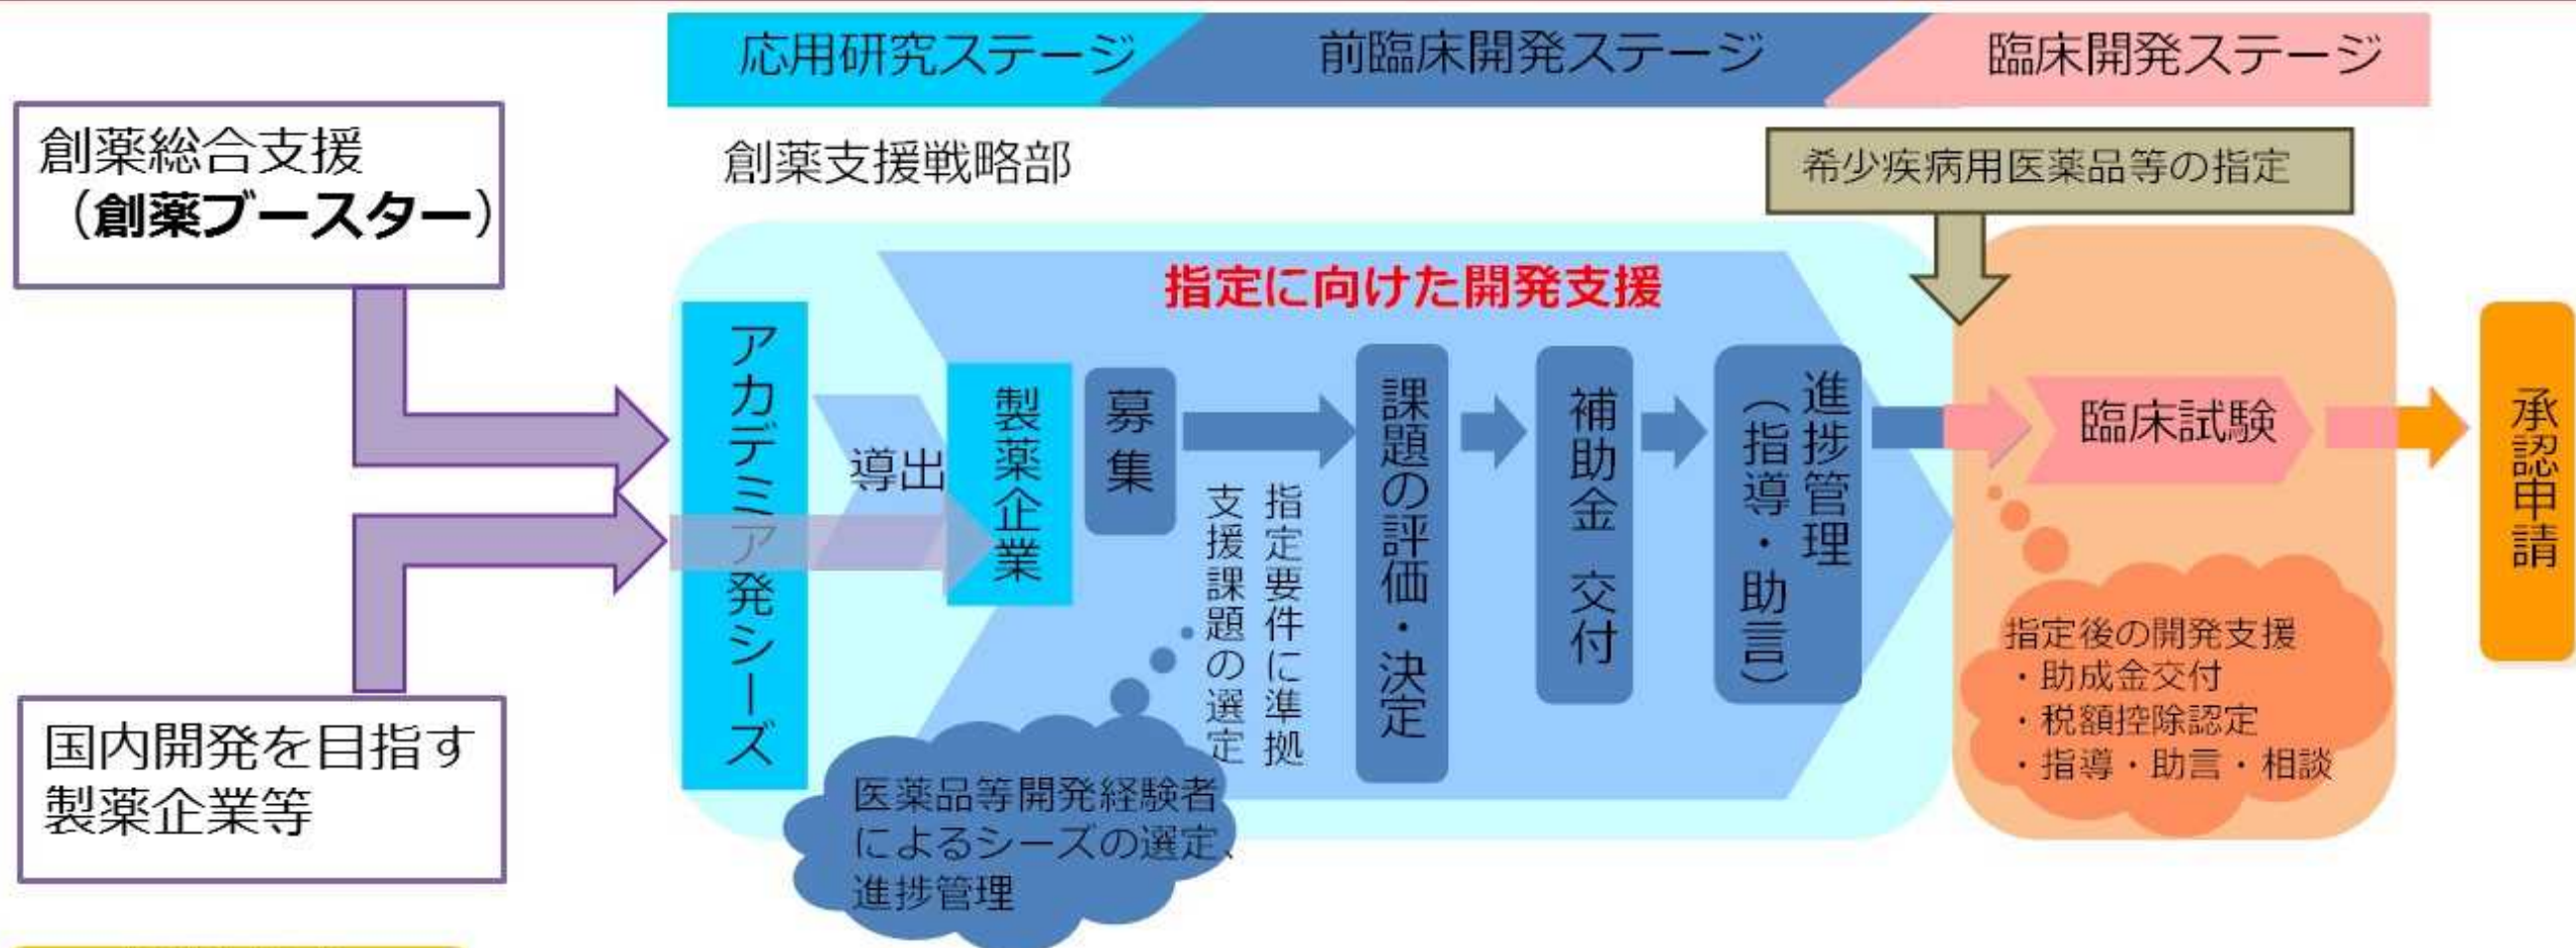 応用研究ステージ
前臨床開発ステージ
臨床開発ステージ
創薬総合支援
（創薬ブースター）
創薬支援戦略部
希少疾病用医薬品等の指定
指定に向けた開発支援
アカデミア発シーズ
導出
製薬企業
募集
指定要件に準拠
支援課題の選定
課題の評価・決定
補助金 交付
進捗管理
（指導・助言）
臨床試験
承認申請
国内開発を目指す
製薬企業等
医薬品等開発経験者
によるシーズの選定、
進捗管理
指定後の開発支援
・助成金交付
・税額控除認定
・指導・助言・相談